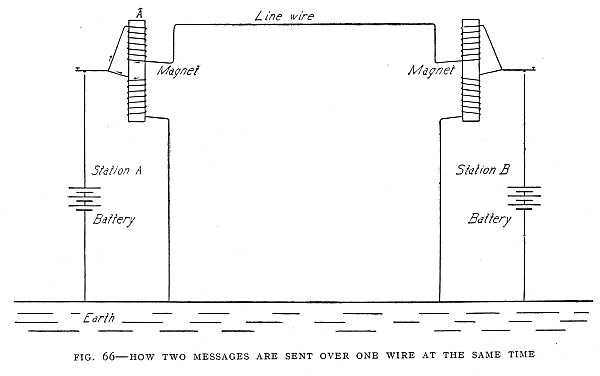 A
Line wire
Magnet
Magnet
Station A
Station B
Battery
Battery
Earth
FIG. 66—HOW TWO MESSAGES ARE SENT OVER ONE WIRE AT THE SAME TIME